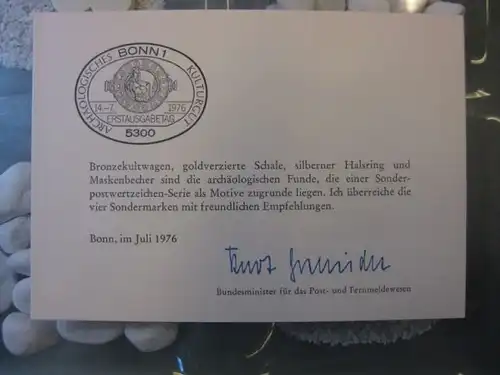 BONN 1
ARCHÄOLOGISCHES KULTURGUT
14.-7. 1976
ERSTAUSGABETAG
5300
Bronzekultwagen, goldverzierte Schale, silberner Halsring und
Maskenbecher sind die archäologischen Funde, die einer Sonder-
postwertzeichen-Serie als Motive zugrunde liegen. Ich überreiche die
vier Sondermarken mit freundlichen Empfehlungen.
Bonn, im Juli 1976
Kurt Gscheidle
Bundesminister für das Post- und Fernmeldewesen